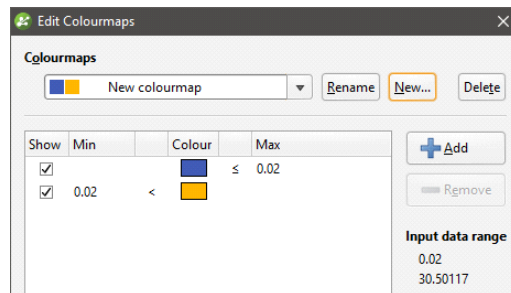 Edit Colourmaps
Colourmaps
New colourmap Rename New... Delete
Show Min Colour Max
≤ 0.02
0.02 <
Add
Remove
Input data range
0.02
30.50117